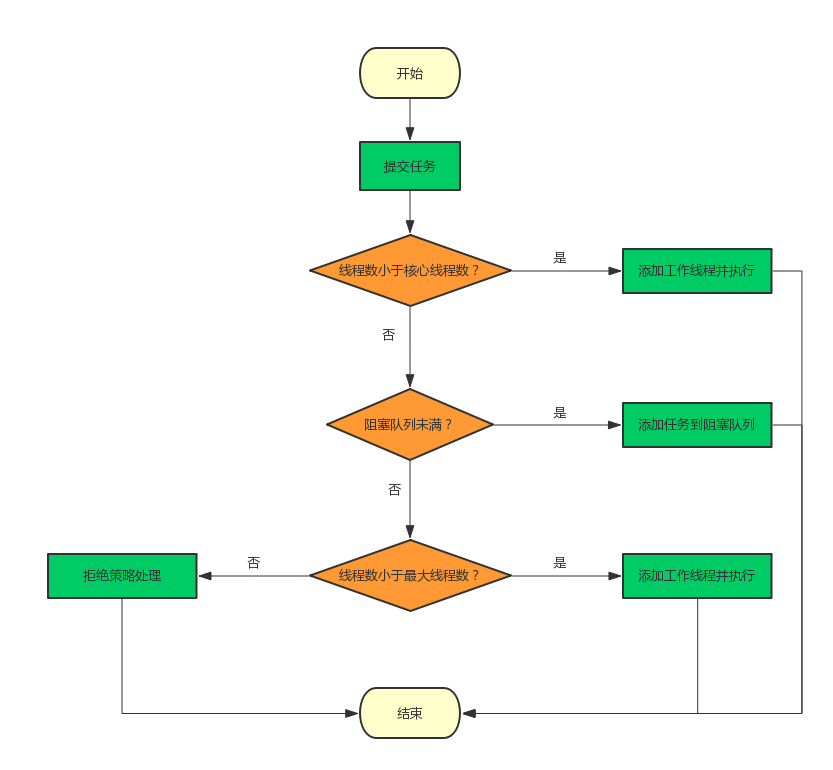 开始
提交任务
线程数小于核心线程数？
是
添加工作线程并执行
否
阻塞队列未满？
是
添加任务到阻塞队列
否
拒绝策略处理
否
线程数小于最大线程数？
是
添加工作线程并执行
结束